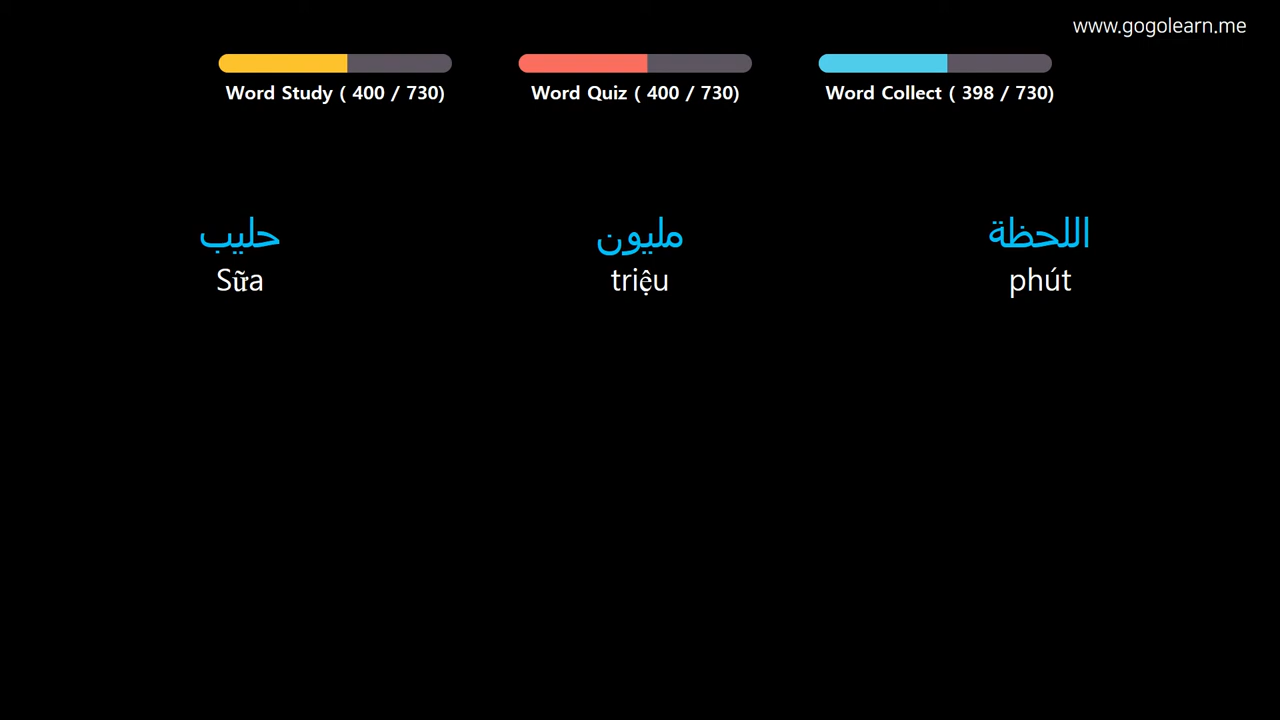 www.gogolearn.me
Word Study ( 400 / 730)
Word Quiz ( 400 / 730)
Word Collect ( 398 / 730)
حليب
Sữa
مليون
triệu
اللحظة
phút